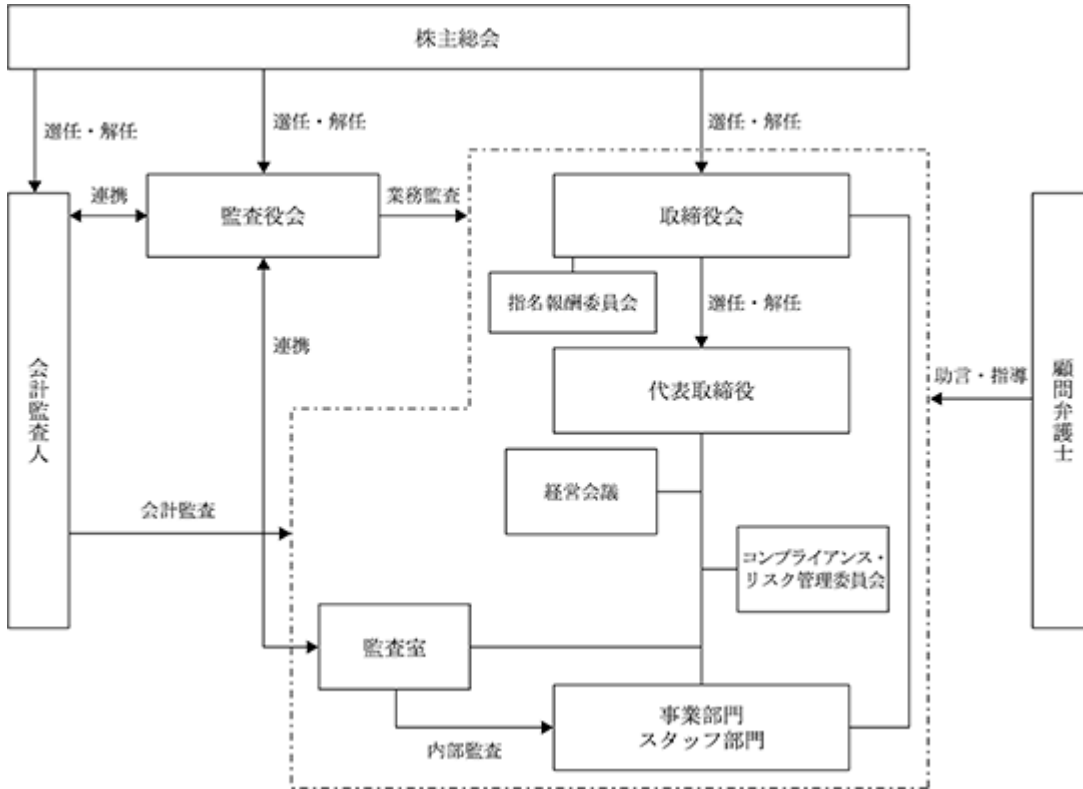 株主総会
選任・解任
選任・解任
選任・解任
連携
監査役会
業務監査
取締役会
指名報酬委員会
選任・解任
連携
代表取締役
会計監査人
助言・指導
顧問弁護士
経営会議
会計監査
コンプライアンス・
リスク管理委員会
監査室
事業部門
スタッフ部門
内部監査